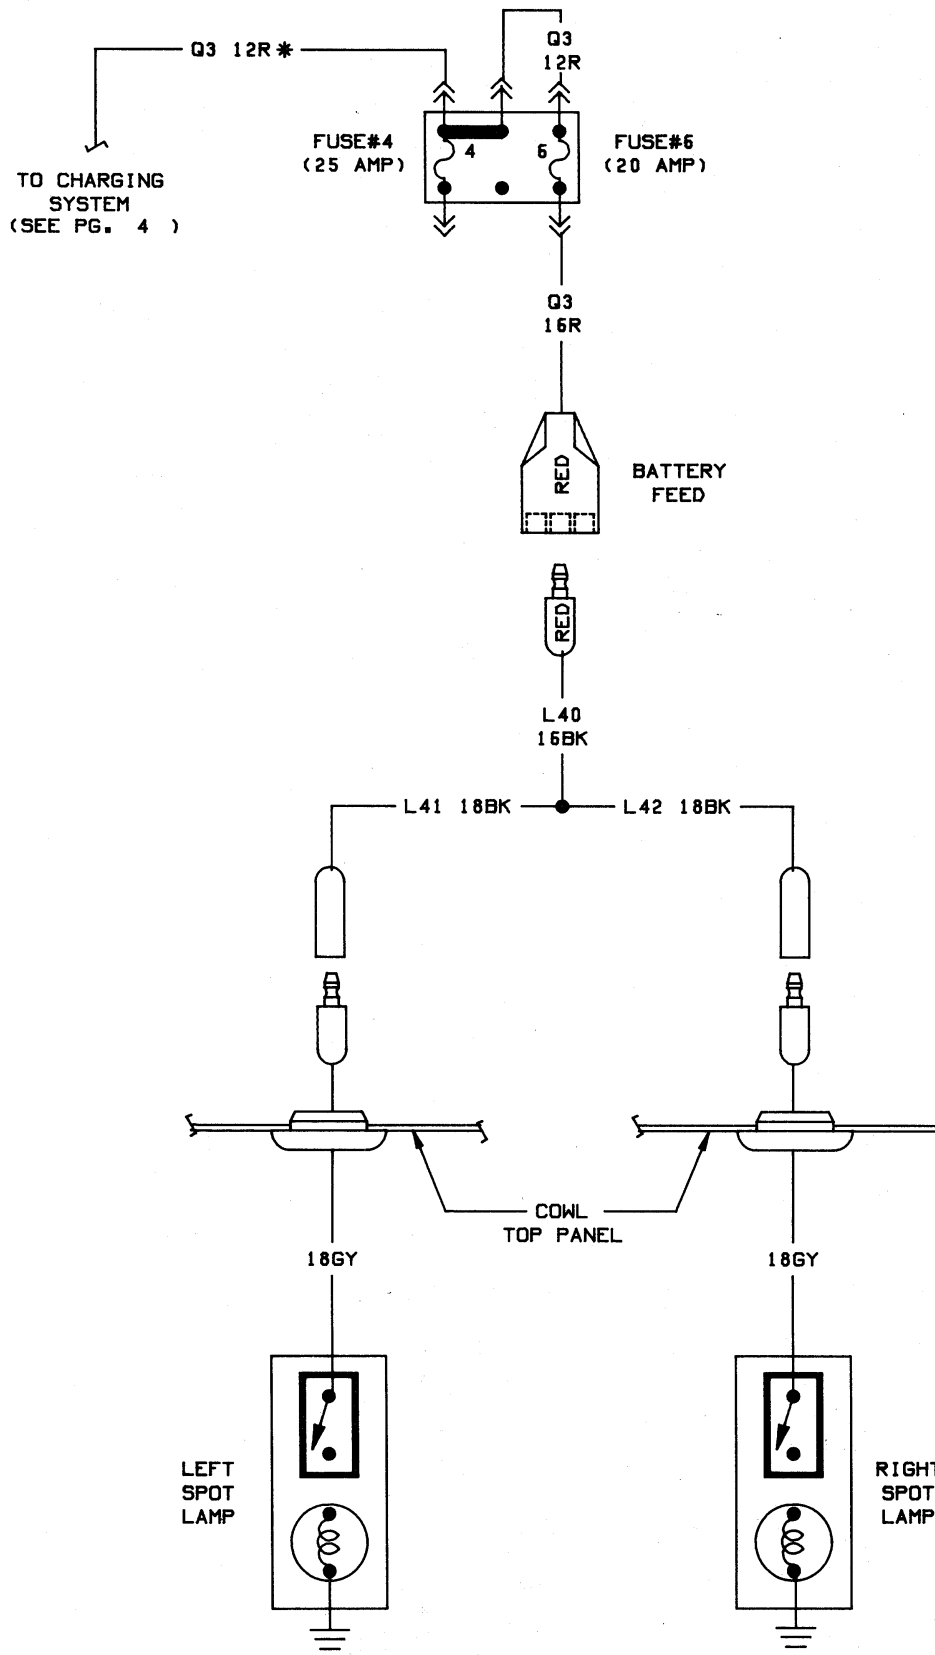 Q3 12R*
Q3
12R
FUSE#4
(25 AMP)
4
6
FUSE#6
(20 AMP)
TO CHARGING
SYSTEM
(SEE PG. 4 )
Q3
16R
RED
BATTERY
FEED
RED
L40
16BK
L41 18BK
L42 18BK
COWL
TOP PANEL
18GY
18GY
LEFT
SPOT
LAMP
RIGHT
SPOT
LAMP